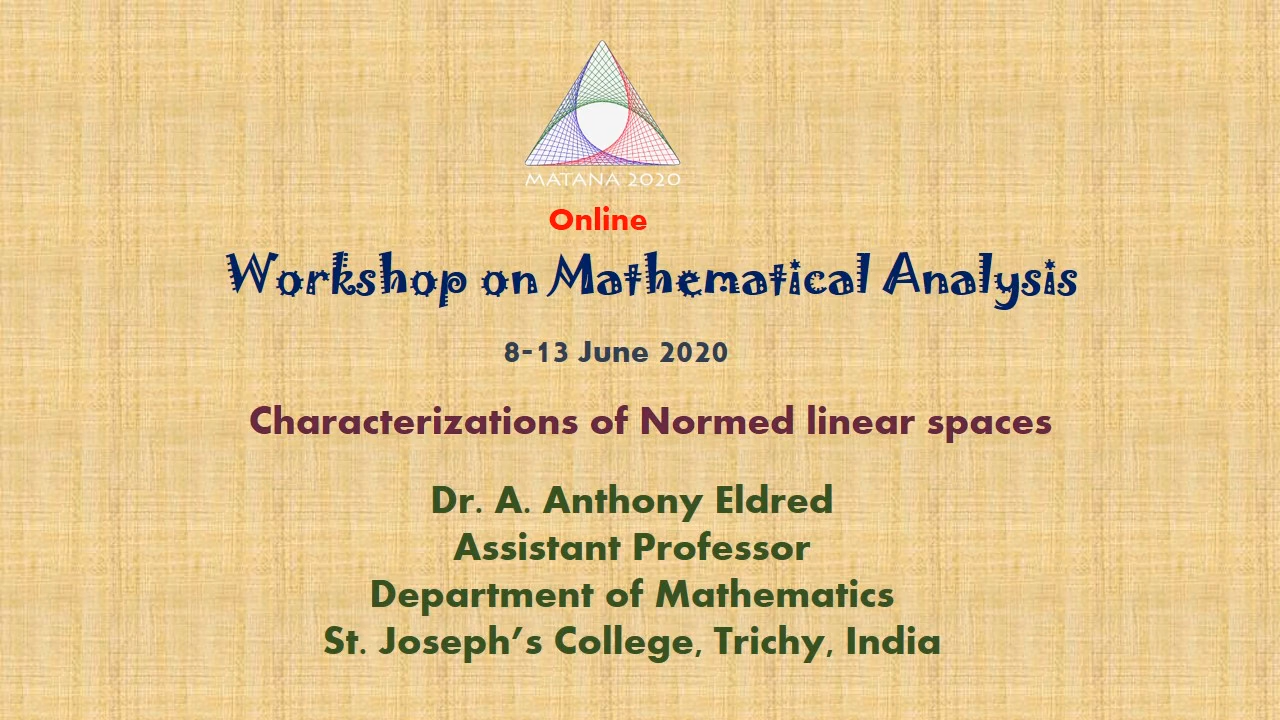 MATANA 2020
Online
Workshop on Mathematical Analysis
8-13 June 2020
Characterizations of Normed linear spaces
Dr. A. Anthony Eldred
Assistant Professor
Department of Mathematics
St. Joseph’s College, Trichy, India